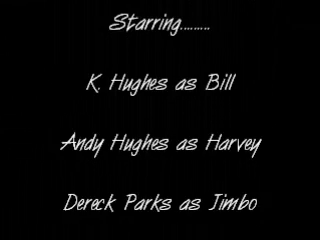 Starring.........
K. Hughes as Bill
Andy Hughes as Harvey
Dereck Parks as Jimbo